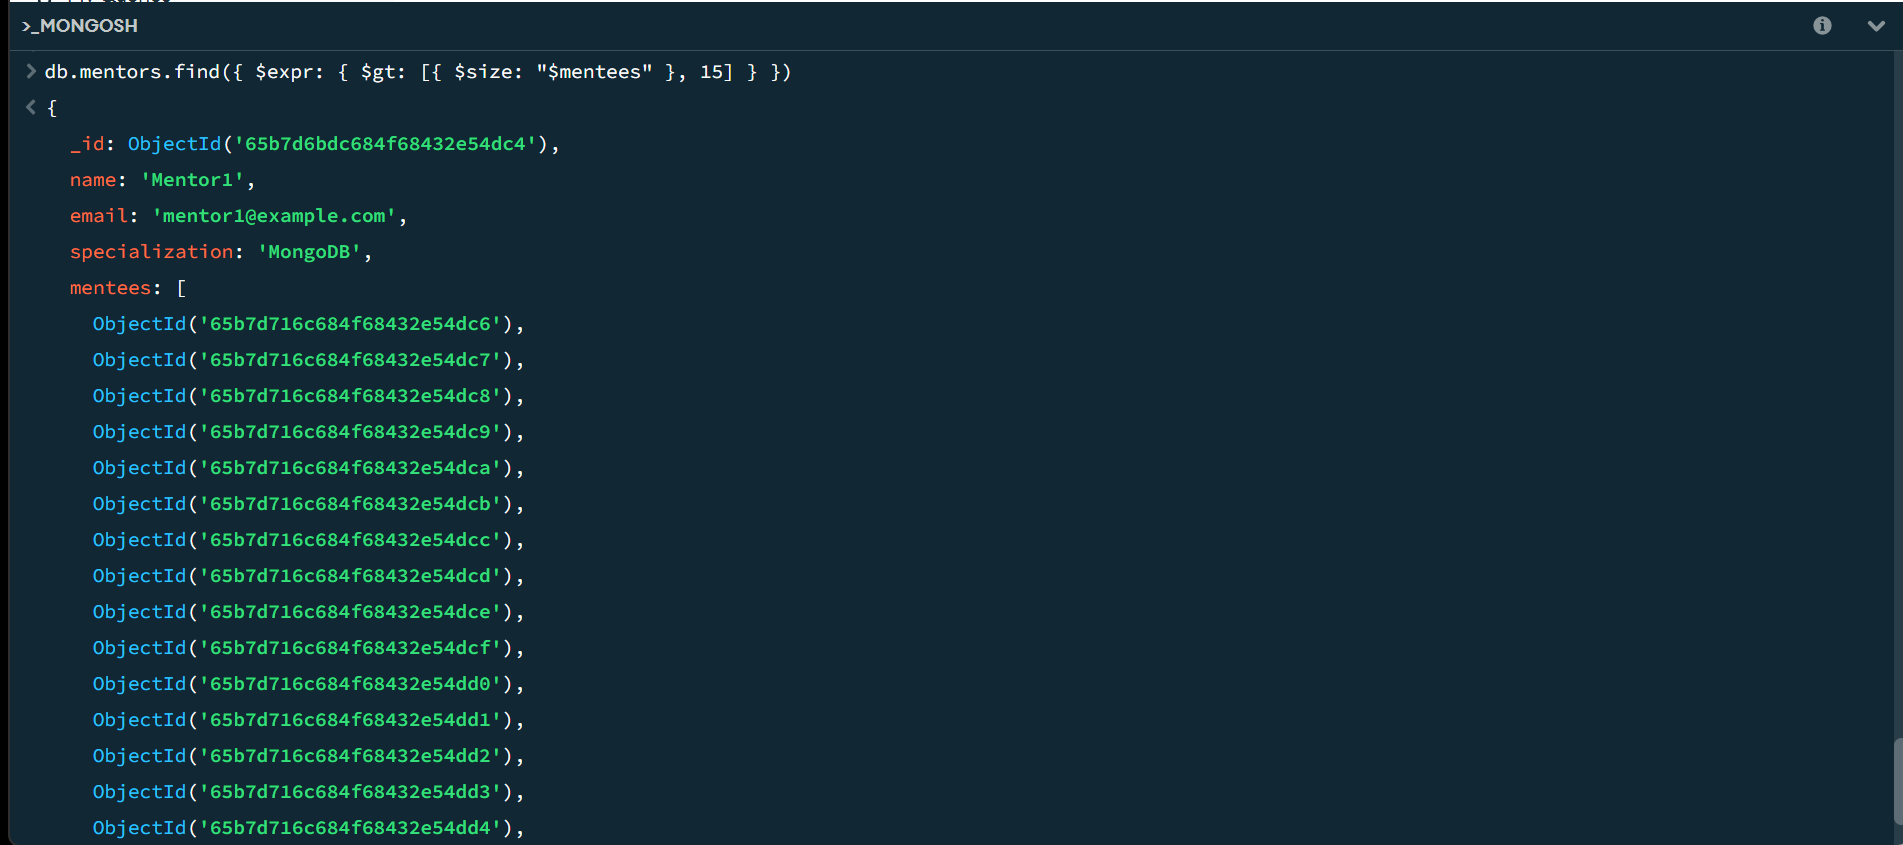 >_MONGOSH
> db.mentors.find({ $expr: { $gt: [{ $size: "$mentees" }, 15] } })
< {
_id: ObjectId('65b7d6bdc684f68432e54dc4'),
name: 'Mentor1',
email: 'mentor1@example.com',
specialization: 'MongoDB',
mentees: [
ObjectId('65b7d716c684f68432e54dc6'),
ObjectId('65b7d716c684f68432e54dc7'),
ObjectId('65b7d716c684f68432e54dc8'),
ObjectId('65b7d716c684f68432e54dc9'),
ObjectId('65b7d716c684f68432e54dca'),
ObjectId('65b7d716c684f68432e54dcb'),
ObjectId('65b7d716c684f68432e54dcc'),
ObjectId('65b7d716c684f68432e54dcd'),
ObjectId('65b7d716c684f68432e54dce'),
ObjectId('65b7d716c684f68432e54dcf'),
ObjectId('65b7d716c684f68432e54dd0'),
ObjectId('65b7d716c684f68432e54dd1'),
ObjectId('65b7d716c684f68432e54dd2'),
ObjectId('65b7d716c684f68432e54dd3'),
ObjectId('65b7d716c684f68432e54dd4'),